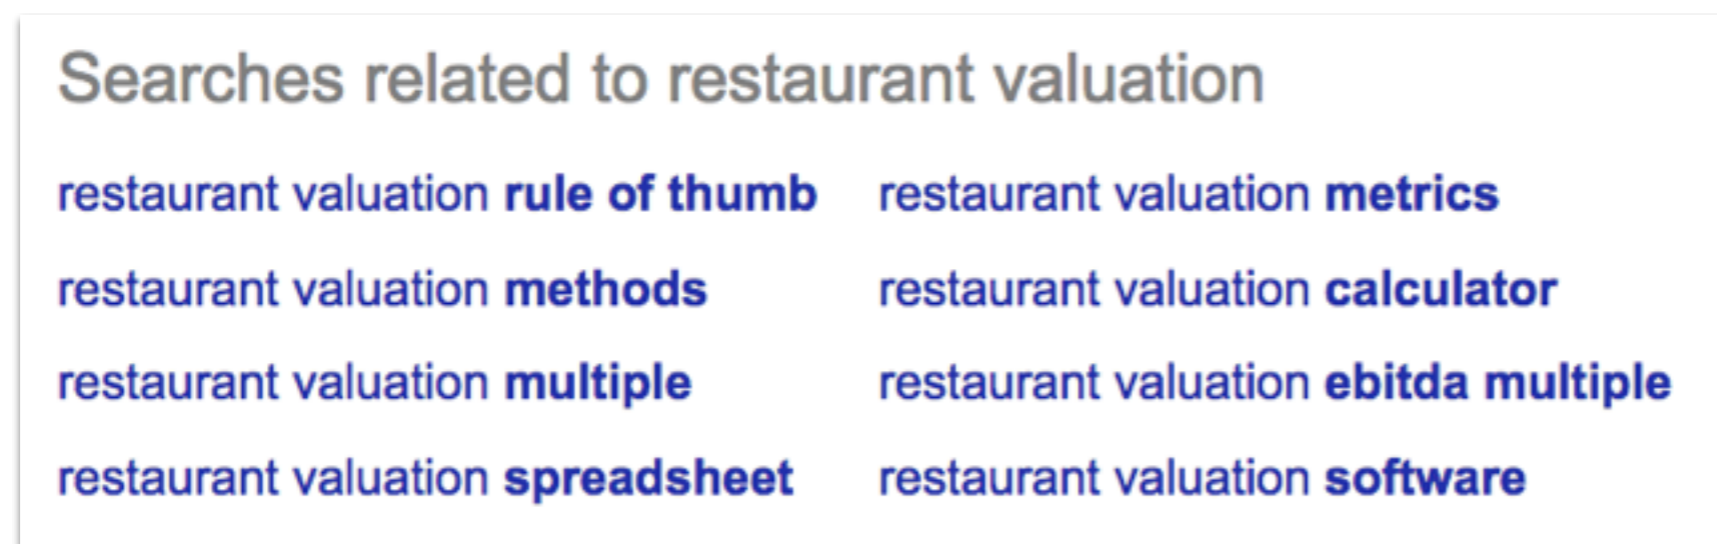 Searches related to restaurant valuation
restaurant valuation rule of thumb
restaurant valuation metrics
restaurant valuation methods
restaurant valuation calculator
restaurant valuation multiple
restaurant valuation ebitda multiple
restaurant valuation spreadsheet
restaurant valuation software